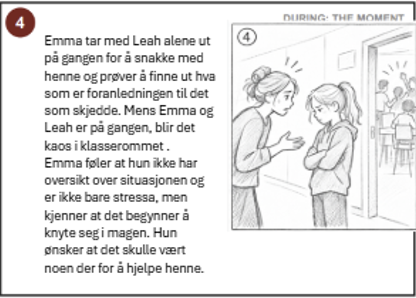 4
DURING: THE MOMENT
4
Emma tar med Leah alene ut
på gangen for å snakke med
henne og prøver å finne ut hva
som er foranledningen til det
som skjedde. Mens Emma og
Leah er på gangen, blir det
kaos i klasserommet .
Emma føler at hun ikke har
oversikt over situasjonen og
er ikke bare stressa, men
kjenner at det begynner å
knyte seg i magen. Hun
ønsker at det skulle vært
noen der for å hjelpe henne.